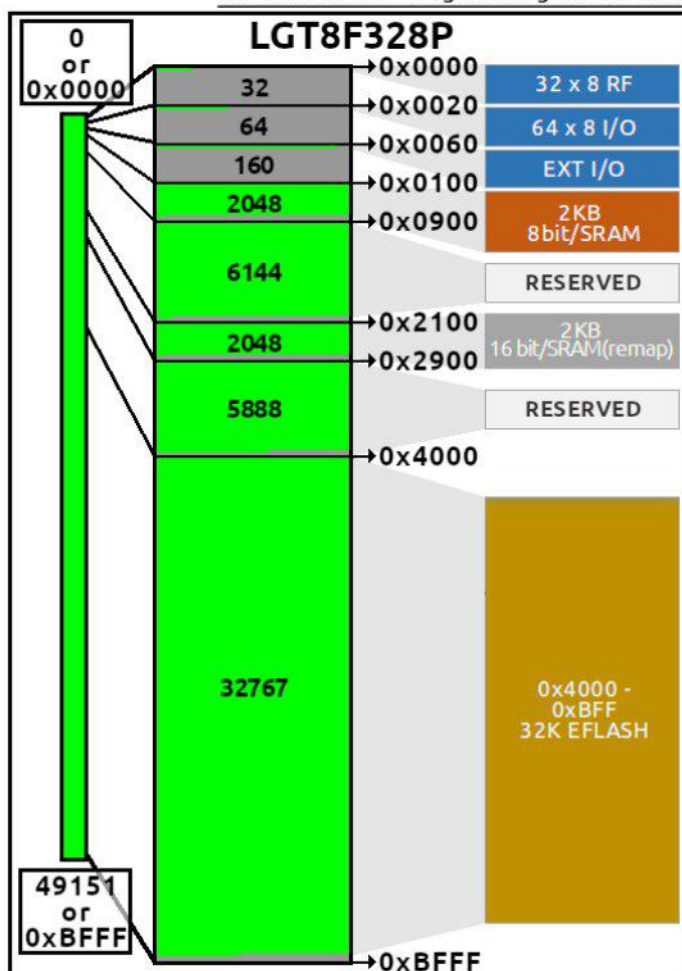 LGT8F328P
0
or
0x0000
49151
or
0xBFFF
32
64
160
2048
6144
2048
5888
32767
0x0000
0x0020
0x0060
0x0100
0x0900
0x2100
0x2900
0x4000
0xBFFF
32 x 8 RF
64 x 8 I/O
EXT I/O
2KB
8bit/SRAM
RESERVED
2KB
16 bit/SRAM(remap)
RESERVED
0x4000 -
0xBFF
32K EFLASH